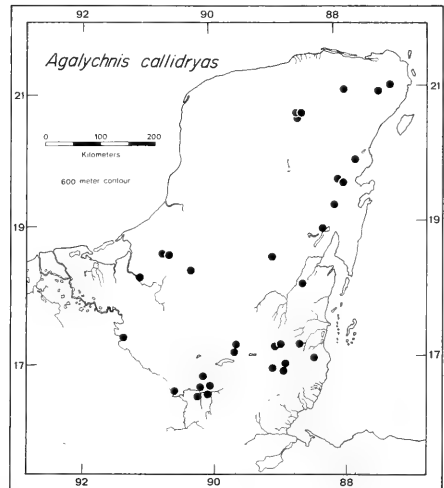 92 90 88
Agalychnis callidryas
21 21
0 100 200
Kilometers
600 meter contour
19 19
17 17
92 90 88